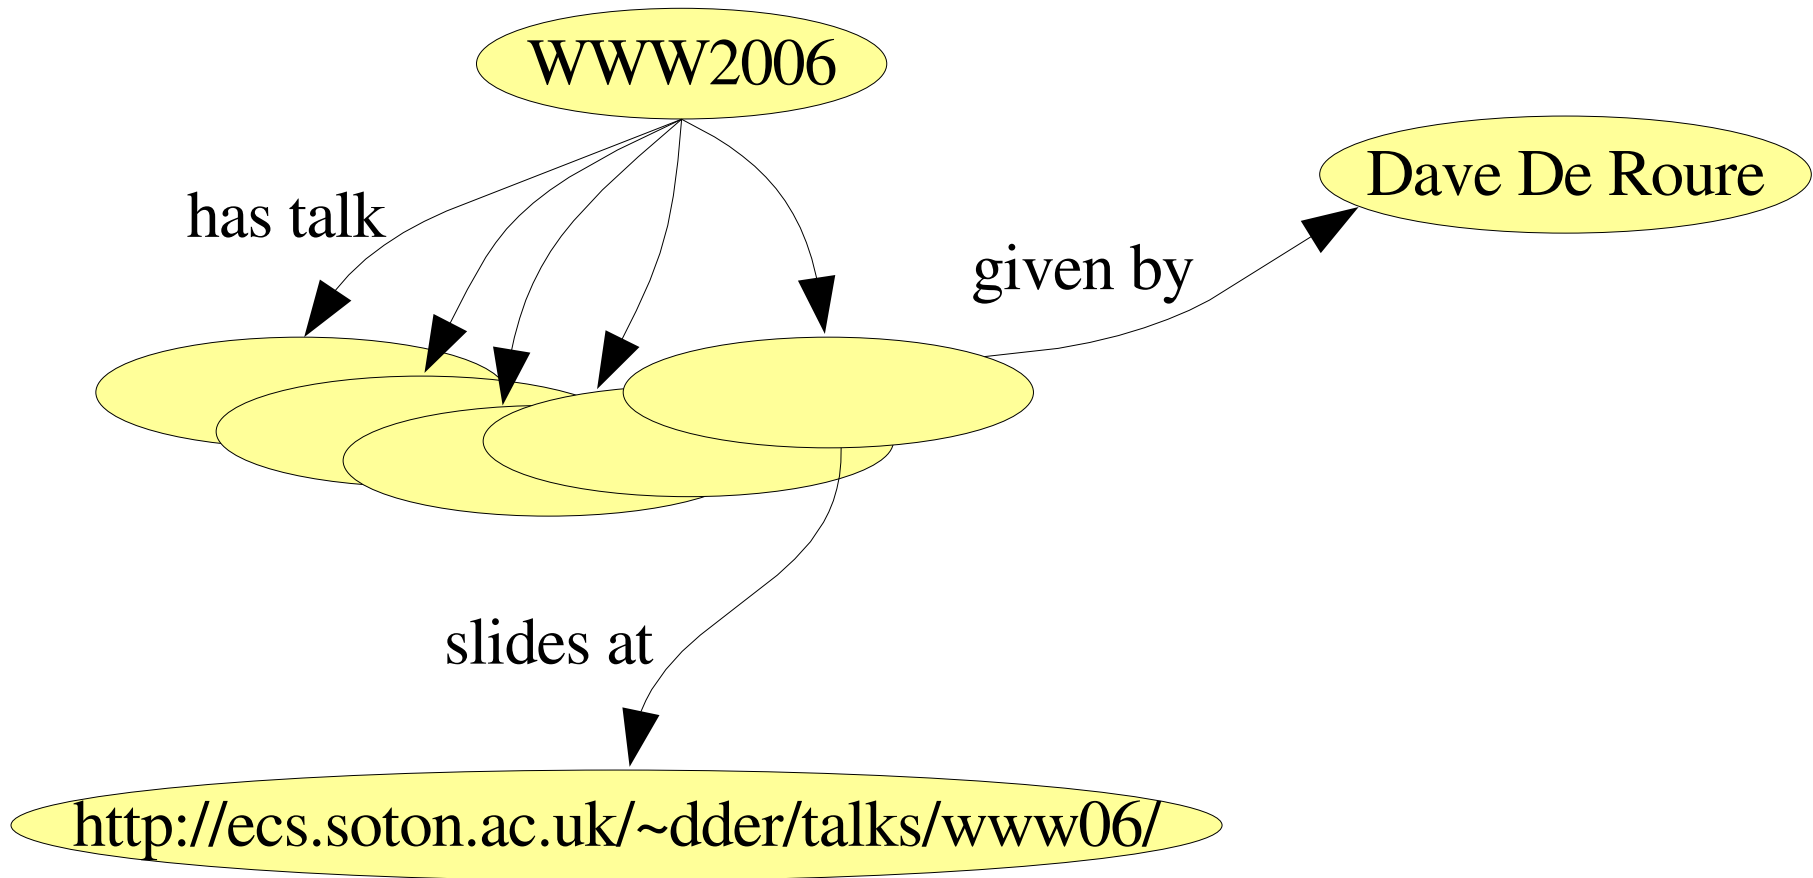 WWW2006
Dave De Roure
has talk
given by
slides at
http://ecs.soton.ac.uk/~dder/talks/www06/